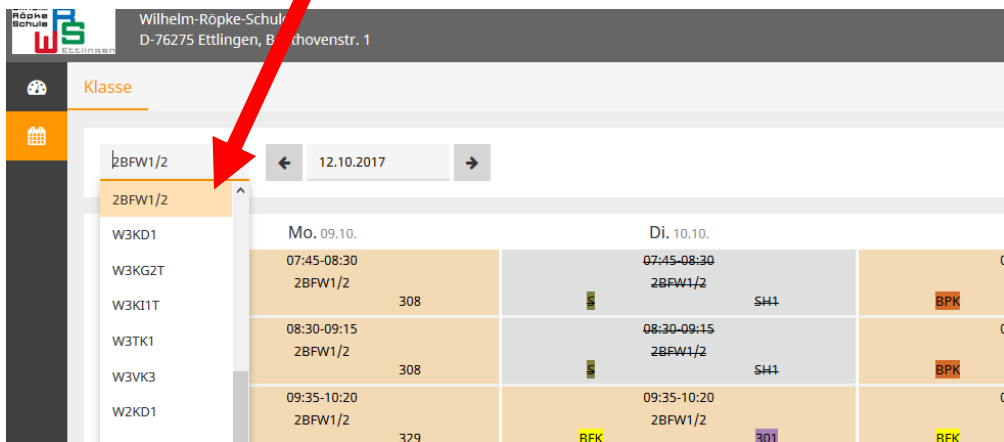 Röpke
Schule
Ettlingen
Wilhelm-Röpke-Schule
D-76275 Ettlingen, B thovenstr. 1
Klasse
2BFW1/2
12.10.2017
2BFW1/2
W3KD1
W3KG2T
W3KI1T
W3TK1
W3VK3
W2KD1
Mo. 09.10.
Di. 10.10.
07:45-08:30
07:45-08:30
2BFW1/2
2BFW1/2
308
S
SH1
BPK
08:30-09:15
08:30-09:15
2BFW1/2
2BFW1/2
308
S
SH1
BPK
09:35-10:20
09:35-10:20
2BFW1/2
2BFW1/2
329
BFK
301
BFK